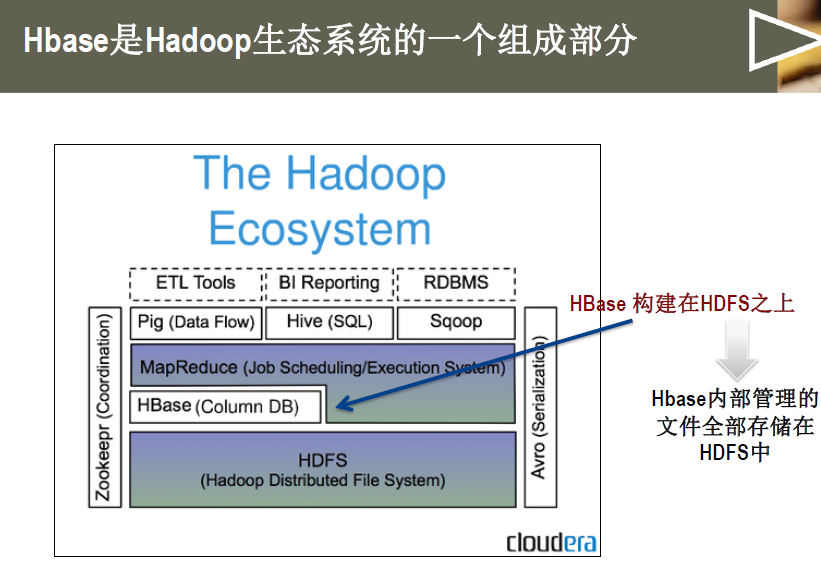 Hbase是Hadoop生态系统的一个组成部分
The Hadoop
Ecosystem
ETL Tools
BI Reporting
RDBMS
Pig (Data Flow)
Hive (SQL)
Sqoop
MapReduce (Job Scheduling/Execution System)
HBase (Column DB)
HDFS
(Hadoop Distributed File System)
Zookeepr (Coordination)
Avro (Serialization)
cloudera
HBase 构建在HDFS之上
Hbase内部管理的
文件全部存储在
HDFS中